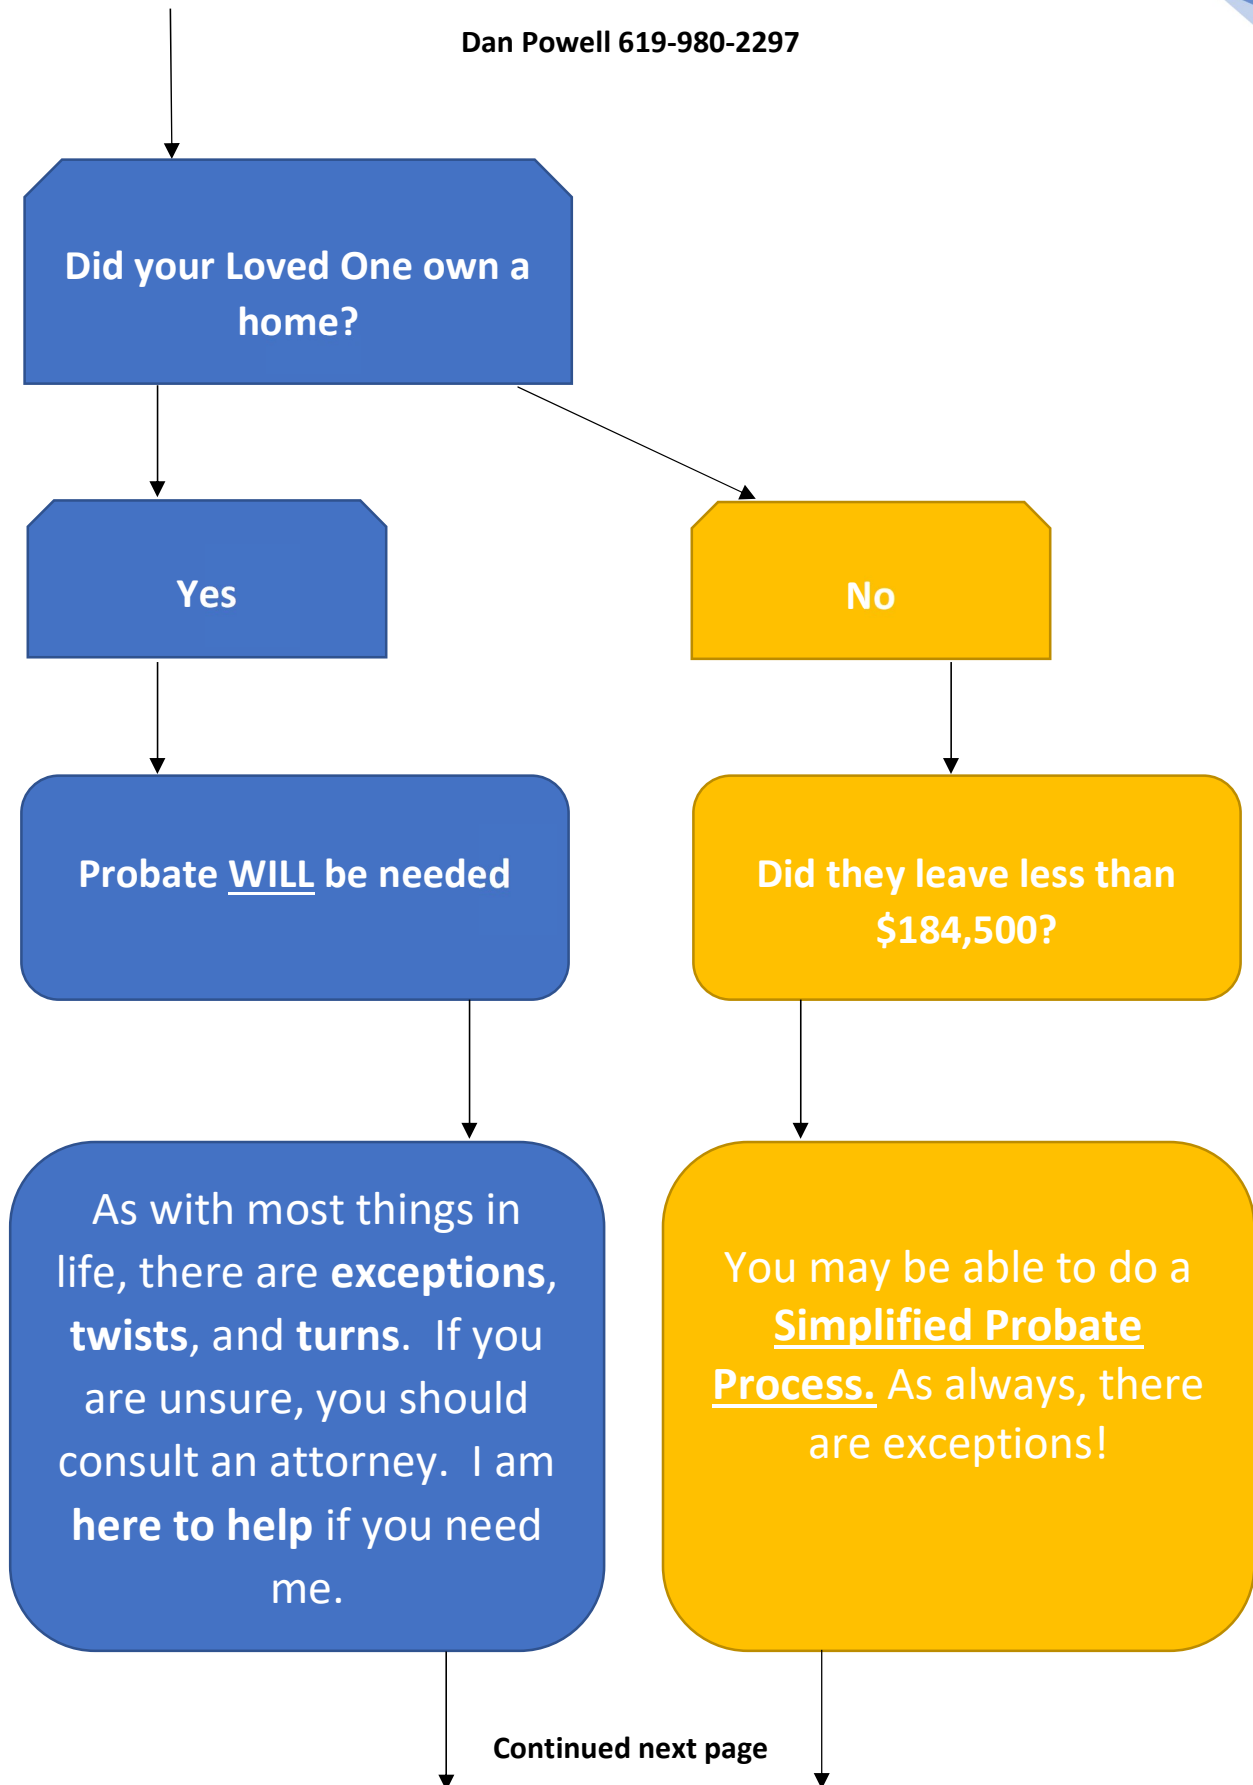 Dan Powell 619-980-2297
Did your Loved One own a
home?
Yes
No
Probate WILL be needed
Did they leave less than
$184,500?
As with most things in
life, there are exceptions,
twists, and turns.  If you
are unsure, you should
consult an attorney.  I am
here to help if you need
me.
You may be able to do a
Simplified Probate
Process. As always, there
are exceptions!
Continued next page